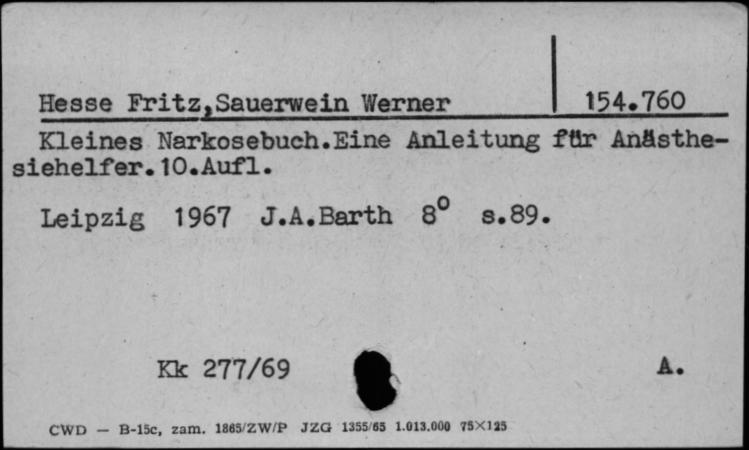 Hesse Fritz,Sauerwein Werner 154.760
Kleines Narkosebuch.Eine Anleitung für Anästhe-
siehelfer.10.Aufl.
Leipzig 1967 J.A.Barth 8⁰ s.89.
Kk 277/69 A.
CWD — B-15c, zam. 1865/ZW/P JZG 1355/65 1.013.000 75×125